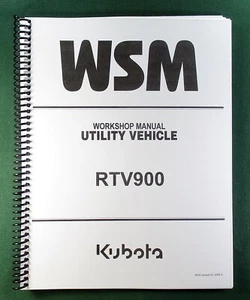 WSM
WORKSHOP MANUAL
UTILITY VEHICLE
RTV900
Kubota